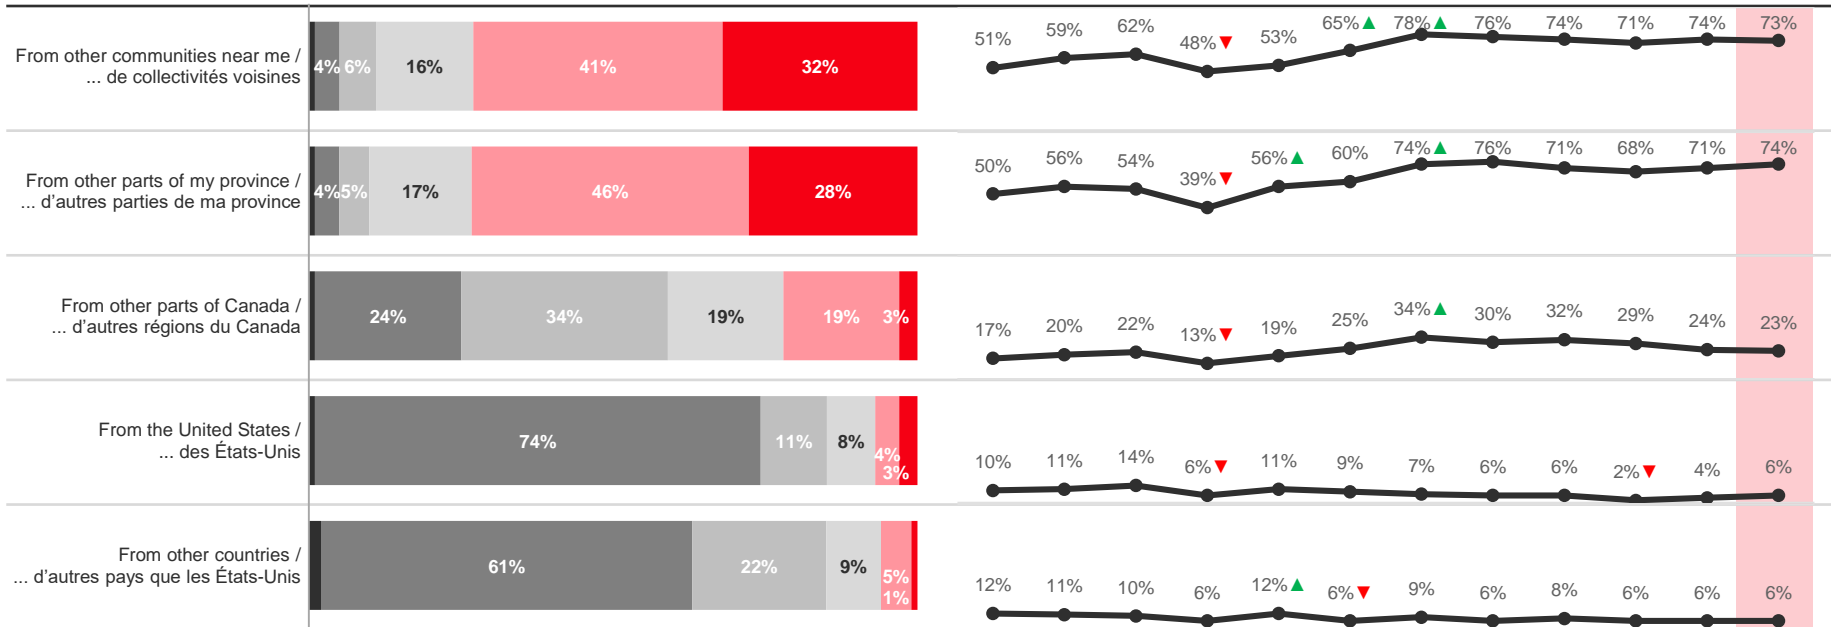 From other communities near me /
... de collectivités voisines
4% 6% 16% 41% 32%
51% 59% 62% 48% ▼ 53% 65% ▲ 78% ▲ 76% 74% 71% 74% 73%
From other parts of my province /
... d'autres parties de ma province
4% 5% 17% 46% 28%
50% 56% 54% 39% ▼ 56% ▲ 60% 74% ▲ 76% 71% 68% 71% 74%
From other parts of Canada /
... d'autres régions du Canada
24% 34% 19% 19% 3%
17% 20% 22% 13% ▼ 19% 25% 34% ▲ 30% 32% 29% 24% 23%
From the United States /
... des États-Unis
74% 11% 8% 4% 3%
10% 11% 14% 6% ▼ 11% 9% 7% 6% 6% 2% ▼ 4% 6%
From other countries /
... d'autres pays que les États-Unis
61% 22% 9% 5% 1%
12% 11% 10% 6% 12% ▲ 6% ▼ 9% 6% 8% 6% 6% 6%